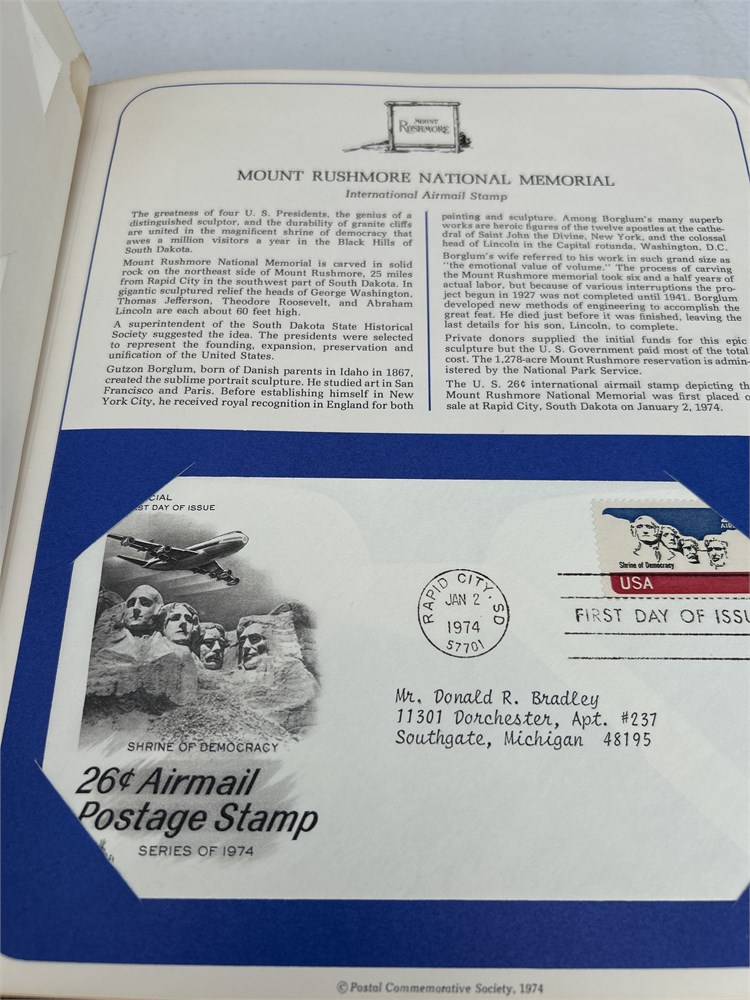 MOUNT
RUSHMORE
MOUNT RUSHMORE NATIONAL MEMORIAL
International Airmail Stamp
The greatness of four U. S. Presidents, the genius of a
distinguished sculptor, and the durability of granite cliffs
are united in the magnificent shrine of democracy that
awes a million visitors a year in the Black Hills of
South Dakota.
Mount Rushmore National Memorial is carved in solid
rock on the northeast side of Mount Rushmore, 25 miles
from Rapid City in the southwest part of South Dakota. In
gigantic sculptured relief the heads of George Washington,
Thomas Jefferson, Theodore Roosevelt, and Abraham
Lincoln are each about 60 feet high.
A superintendent of the South Dakota State Historical
Society suggested the idea. The presidents were selected
to represent the founding, expansion, preservation and
unification of the United States.
Gutzon Borglum, born of Danish parents in Idaho in 1867,
created the sublime portrait sculpture. He studied art in San
Francisco and Paris. Before establishing himself in New
York City, he received royal recognition in England for both
painting and sculpture. Among Borglum's many superb
works are heroic figures of the twelve apostles at the cathe-
dral of Saint John the Divine, New York, and the colossal
head of Lincoln in the Capital rotunda, Washington, D.C.
Borglum's wife referred to his work in such grand size as
"the emotional value of volume." The process of carving
the Mount Rushmore memorial took six and a half years of
actual labor, but because of various interruptions the pro-
ject begun in 1927 was not completed until 1941. Borglum
developed new methods of engineering to accomplish the
great feat. He died just before it was finished, leaving the
last details for his son, Lincoln, to complete.
Private donors supplied the initial funds for this epic
sculpture but the U. S. Government paid most of the total
cost. The 1,278-acre Mount Rushmore reservation is admin-
istered by the National Park Service.
The U. S. 26¢ international airmail stamp depicting th
Mount Rushmore National Memorial was first placed o
sale at Rapid City, South Dakota on January 2, 1974.
CIAL
ST DAY OF ISSUE
SHRINE OF DEMOCRACY
26¢ Airmail
Postage Stamp
SERIES OF 1974
RAPID CITY, SD
JAN 2
1974
57701
Shrine of Democracy
USA
FIRST DAY OF ISSU
Mr. Donald R. Bradley
11301 Dorchester, Apt. #237
Southgate, Michigan 48195
© Postal Commemorative Society, 1974